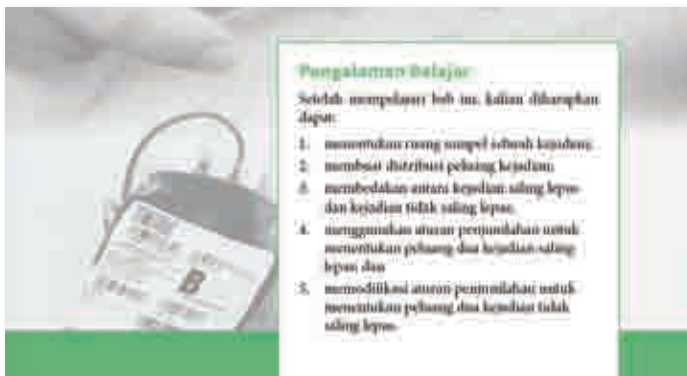 Pengalaman Belajar
Setelah mempelajari bab ini, kalian diharapkan
dapat:
1. menentukan ruang sampel sebuah kejadian;
2. membuat distribusi peluang kejadian;
3. membedakan antara kejadian saling lepas
dan kejadian tidak saling lepas;
4. menggunakan aturan penjumlahan untuk
menentukan peluang dua kejadian saling
lepas; dan
5. memodifikasi aturan penjumlahan untuk
menentukan peluang dua kejadian tidak
saling lepas.
B